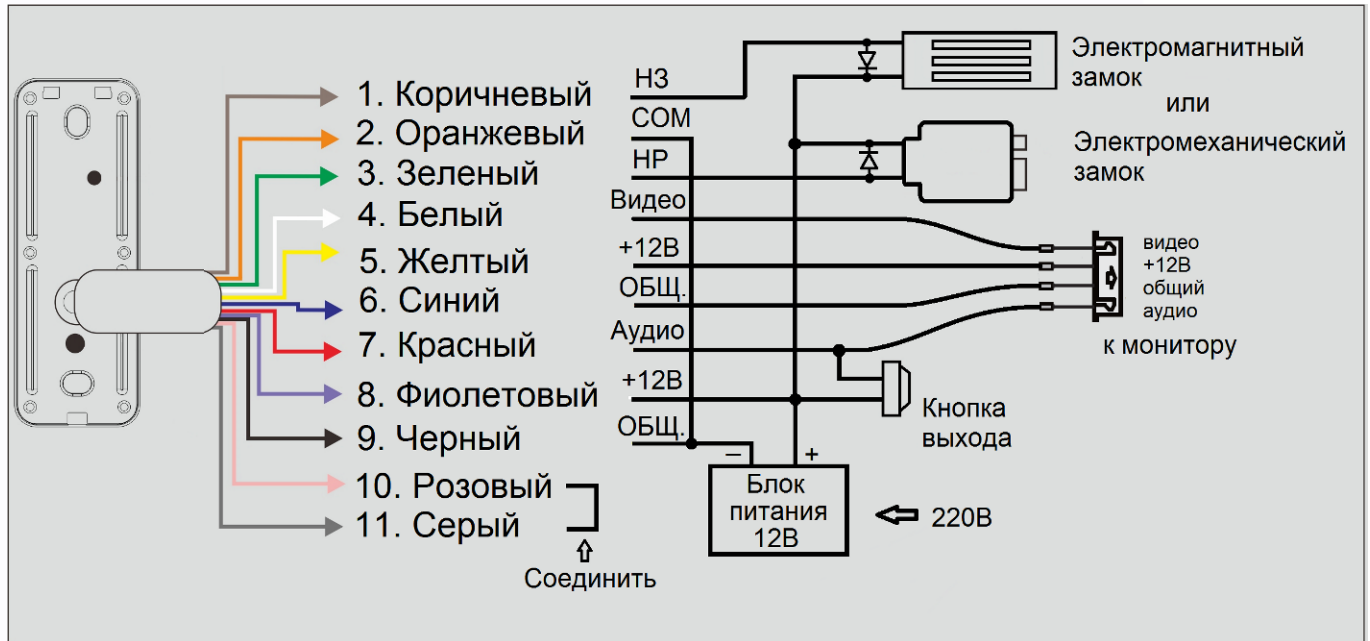 1. Коричневый
2. Оранжевый
3. Зеленый
4. Белый
5. Желтый
6. Синий
7. Красный
8. Фиолетовый
9. Черный
10. Розовый
11. Серый
Соединить
НЗ
COM
НР
Видео
+12В
ОБЩ.
Аудио
+12В
ОБЩ.
Электромагнитный
замок
или
Электромеханический
замок
видео
+12В
общий
аудио
к монитору
Кнопка
выхода
– +
Блок
питания
12В
220В